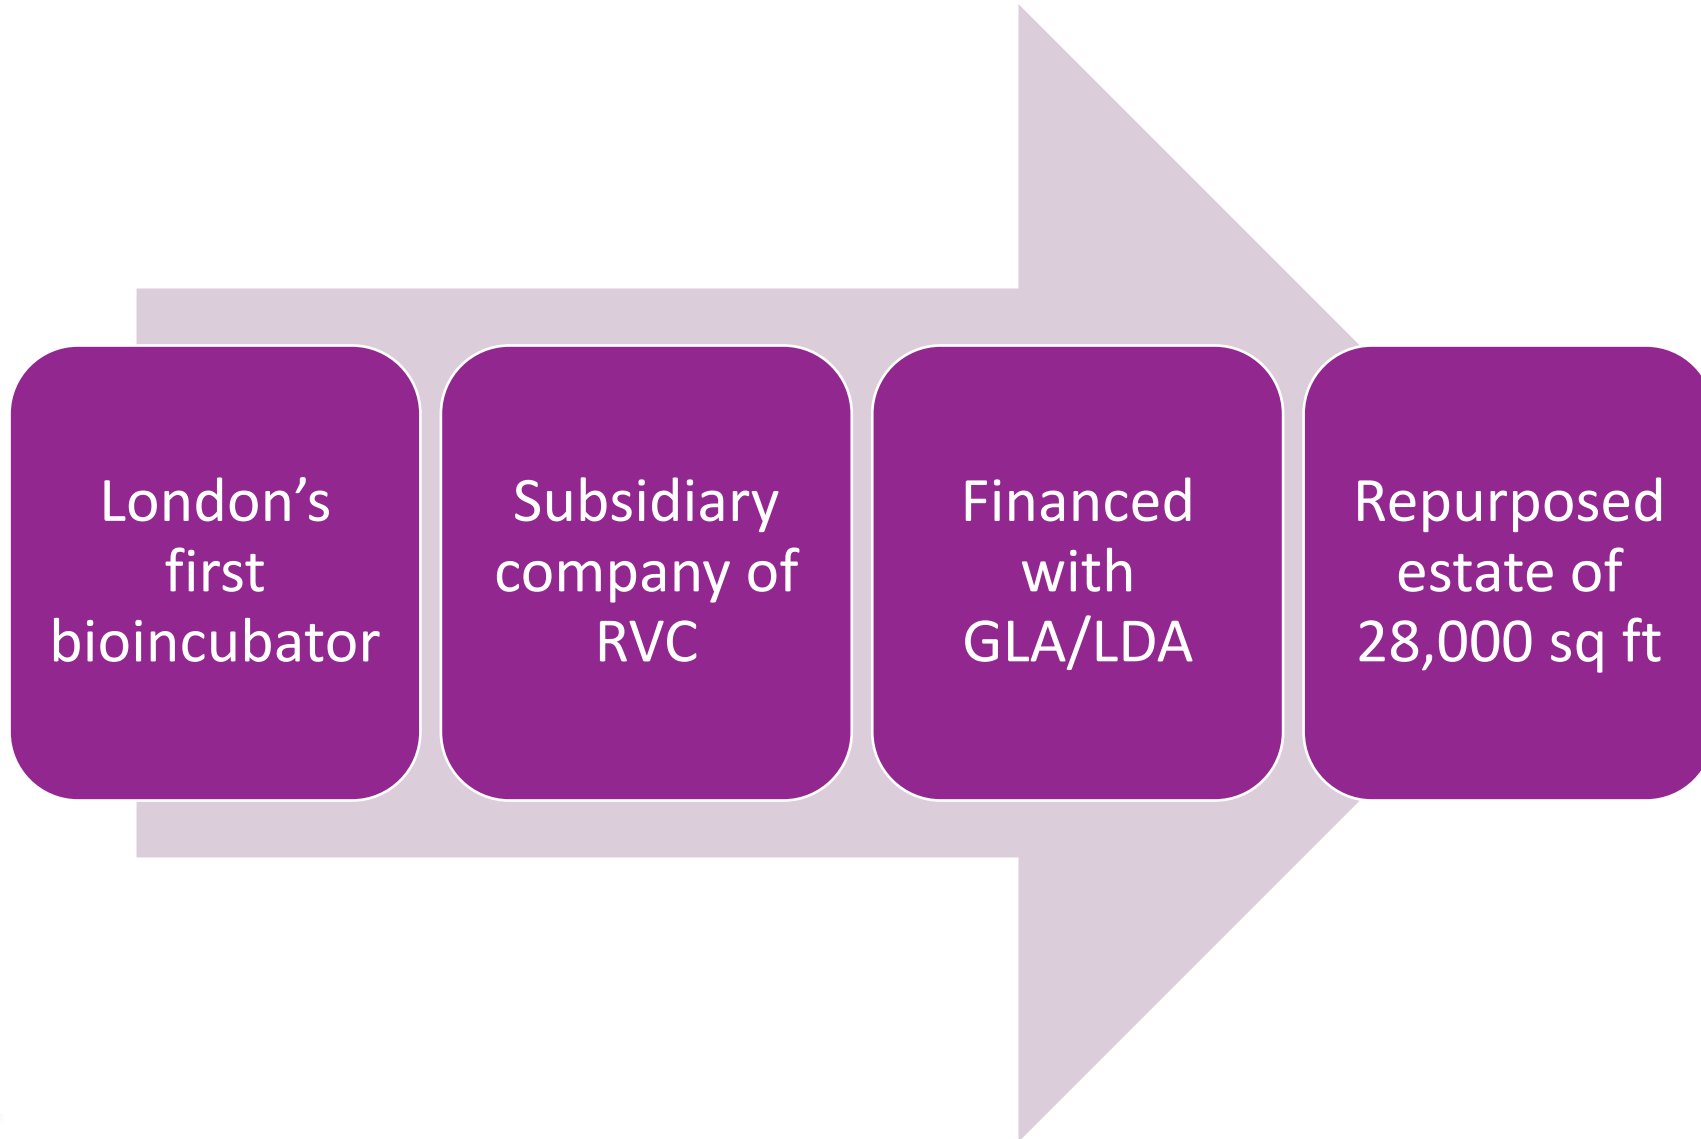 London’s
first
bioincubator
Subsidiary
company of
RVC
Financed
with
GLA/LDA
Repurposed
estate of
28,000 sq ft